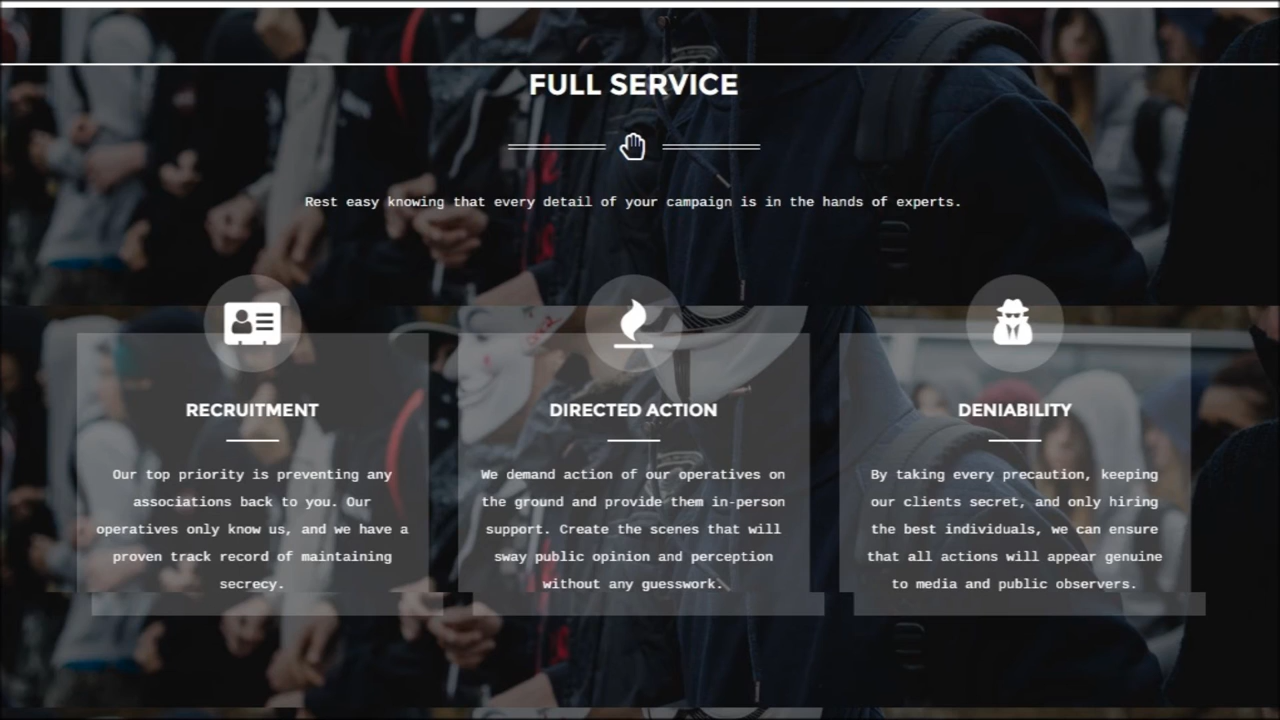 FULL SERVICE
Rest easy knowing that every detail of your campaign is in the hands of experts.
RECRUITMENT
Our top priority is preventing any
associations back to you. Our
operatives only know us, and we have a
proven track record of maintaining
secrecy.
DIRECTED ACTION
We demand action of our operatives on
the ground and provide them in-person
support. Create the scenes that will
sway public opinion and perception
without any guesswork.
DENIABILITY
By taking every precaution, keeping
our clients secret, and only hiring
the best individuals, we can ensure
that all actions will appear genuine
to media and public observers.